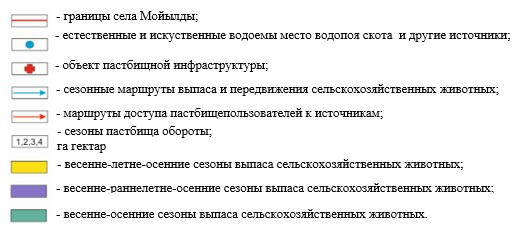 - границы села Мойылды;
- естественные и искуственные водоемы место водопоя скота и другие источники;
- объект пастбищной инфраструктуры;
- сезонные маршруты выпаса и передвижения сельскохозяйственных животных;
- маршруты доступа пастбищепользователей к источникам;
1,2,3,4 - сезоны пастбища обороты;
га гектар
- весенне-летне-осенние сезоны выпаса сельскохозяйственных животных;
- весенне-раннелетне-осенние сезоны выпаса сельскохозяйственных животных;
- весенне-осенние сезоны выпаса сельскохозяйственных животных.